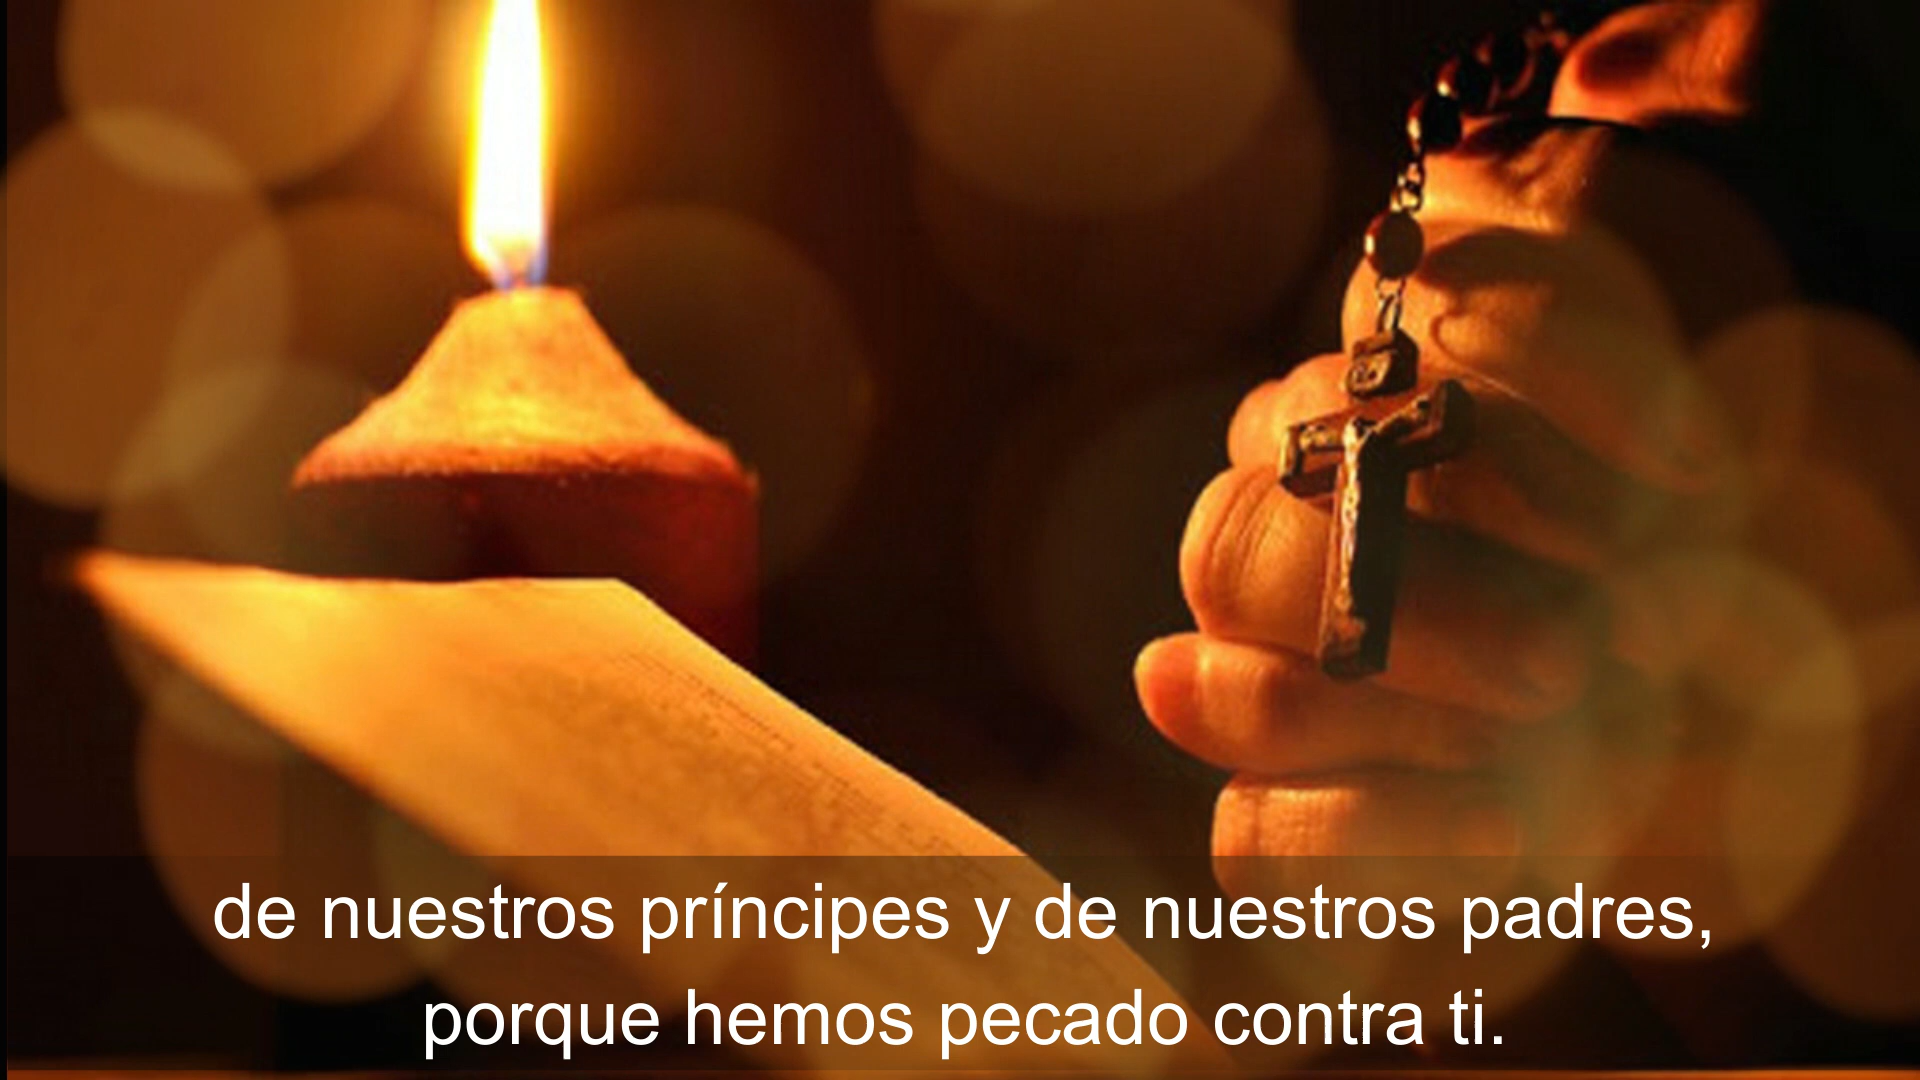 de nuestros príncipes y de nuestros padres,
porque hemos pecado contra ti.